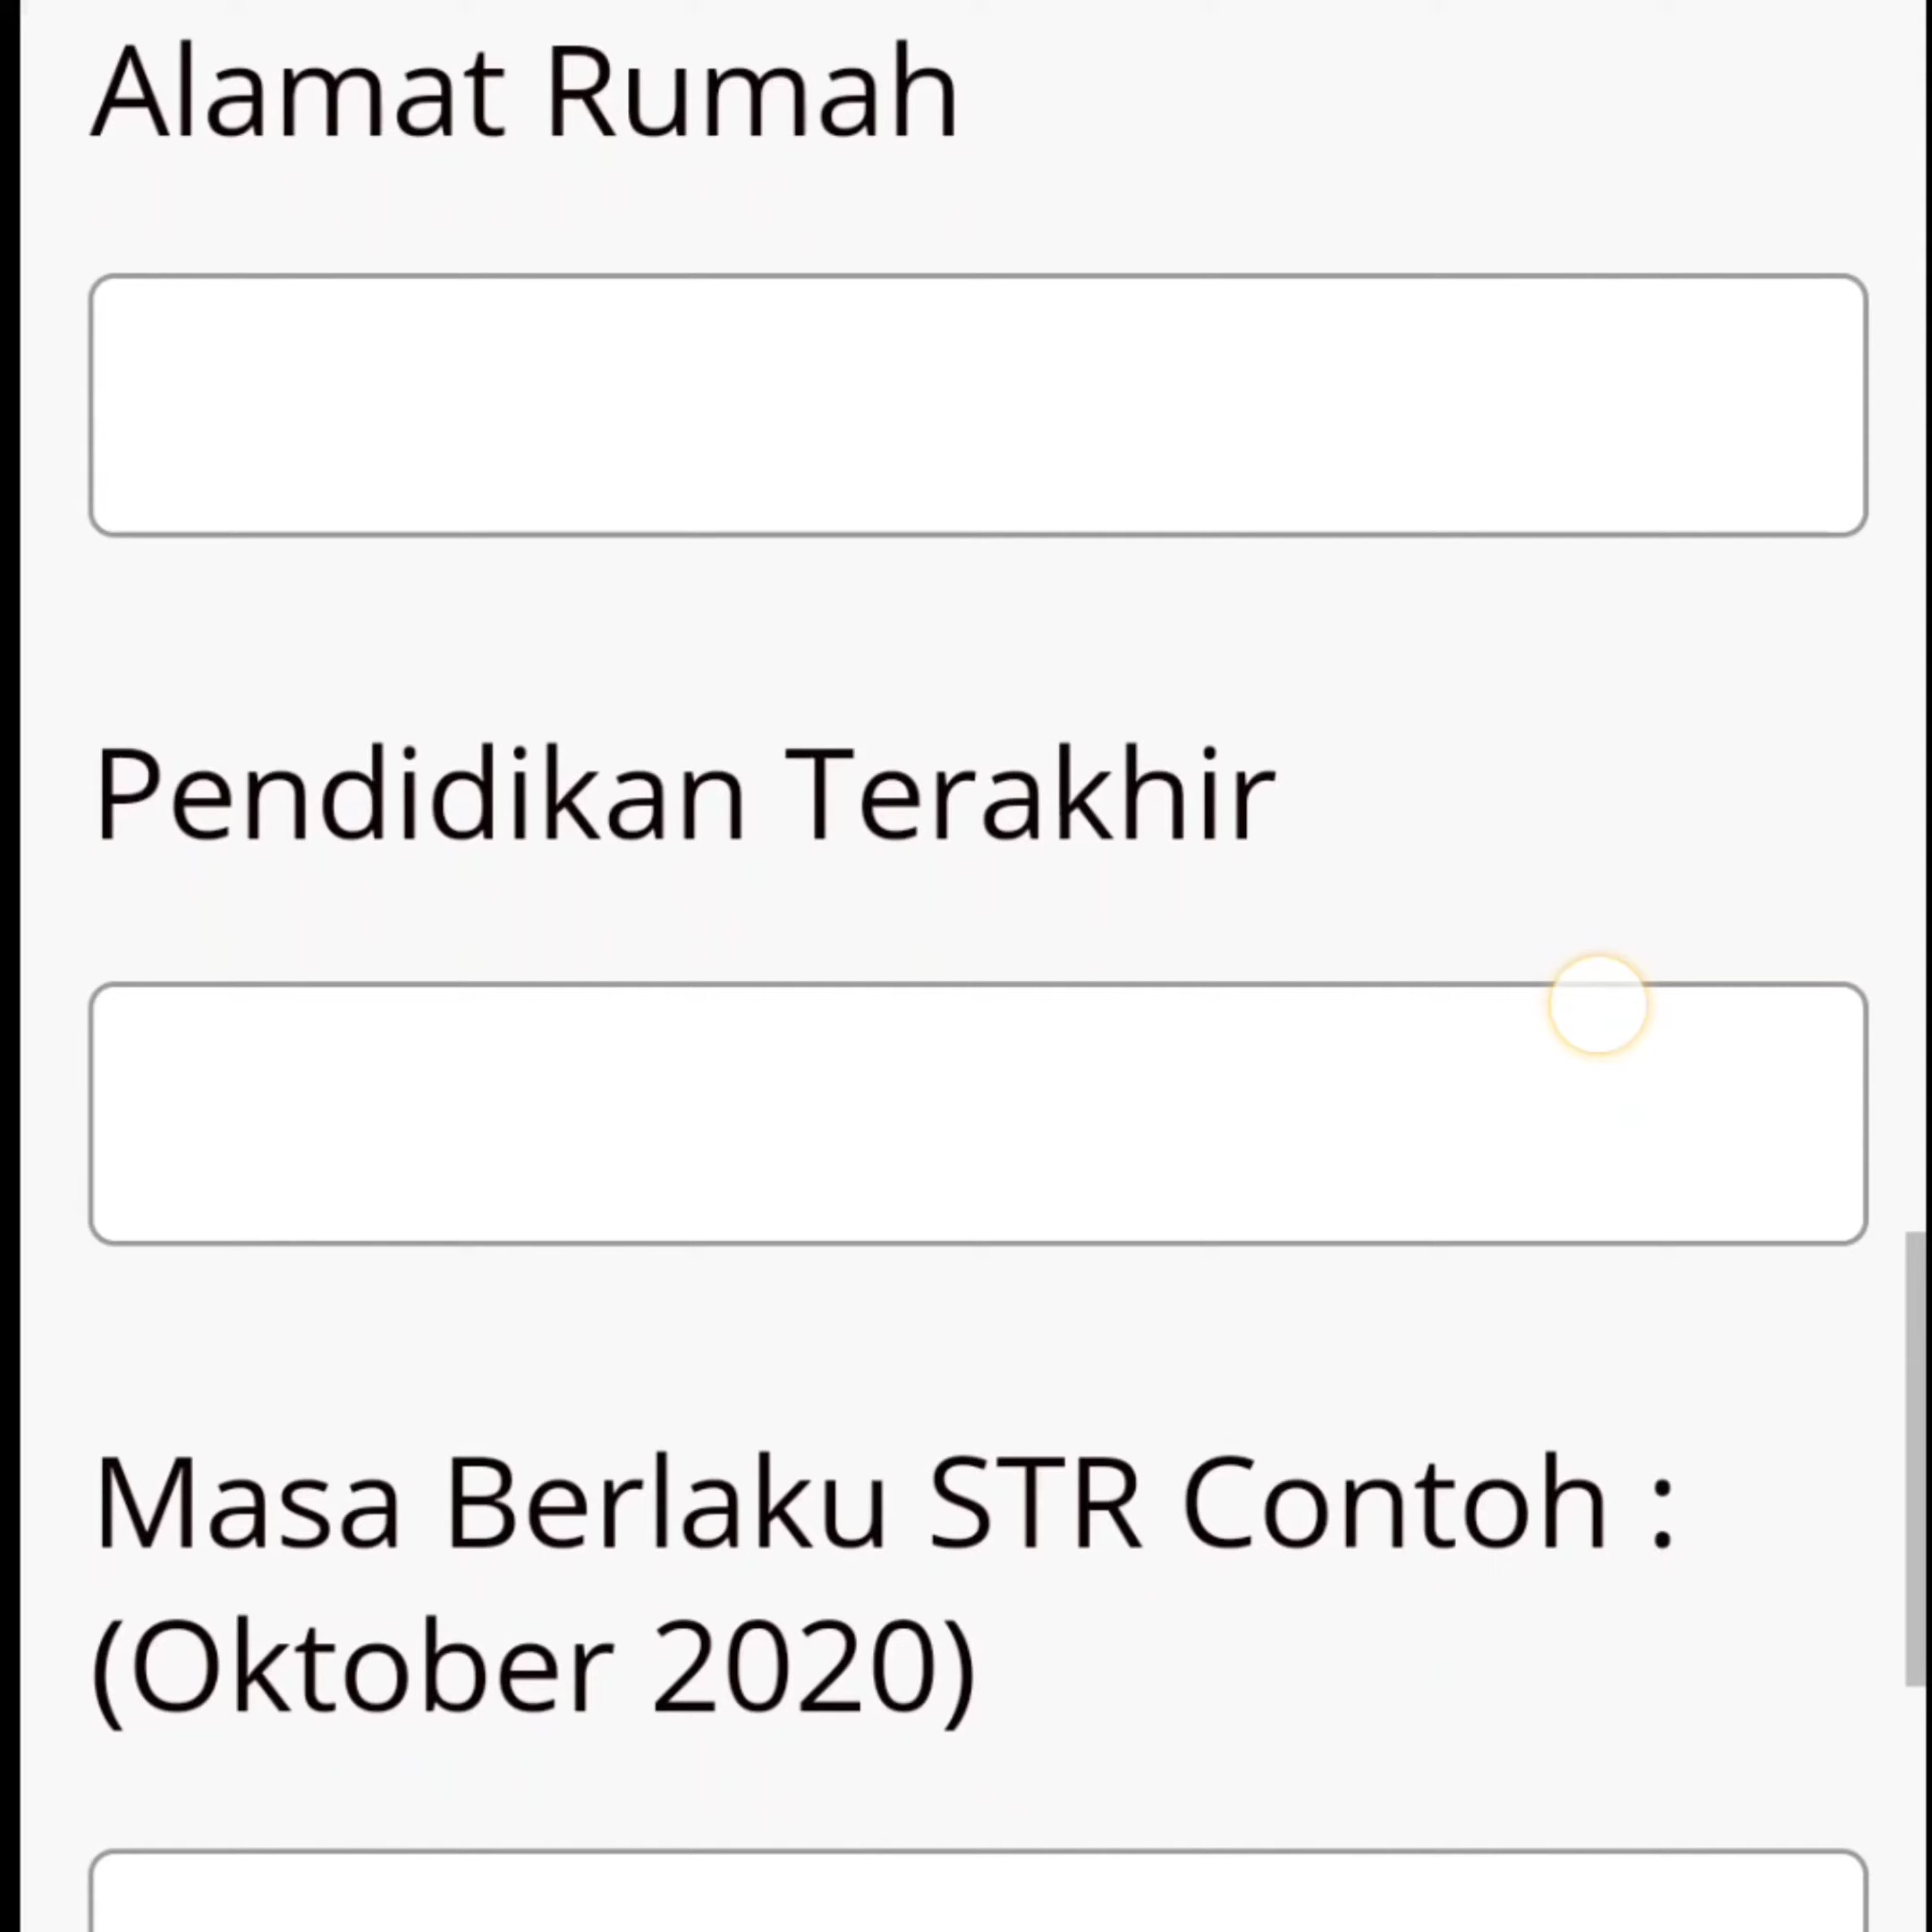 Alamat Rumah
Pendidikan Terakhir
Masa Berlaku STR Contoh :
(Oktober 2020)